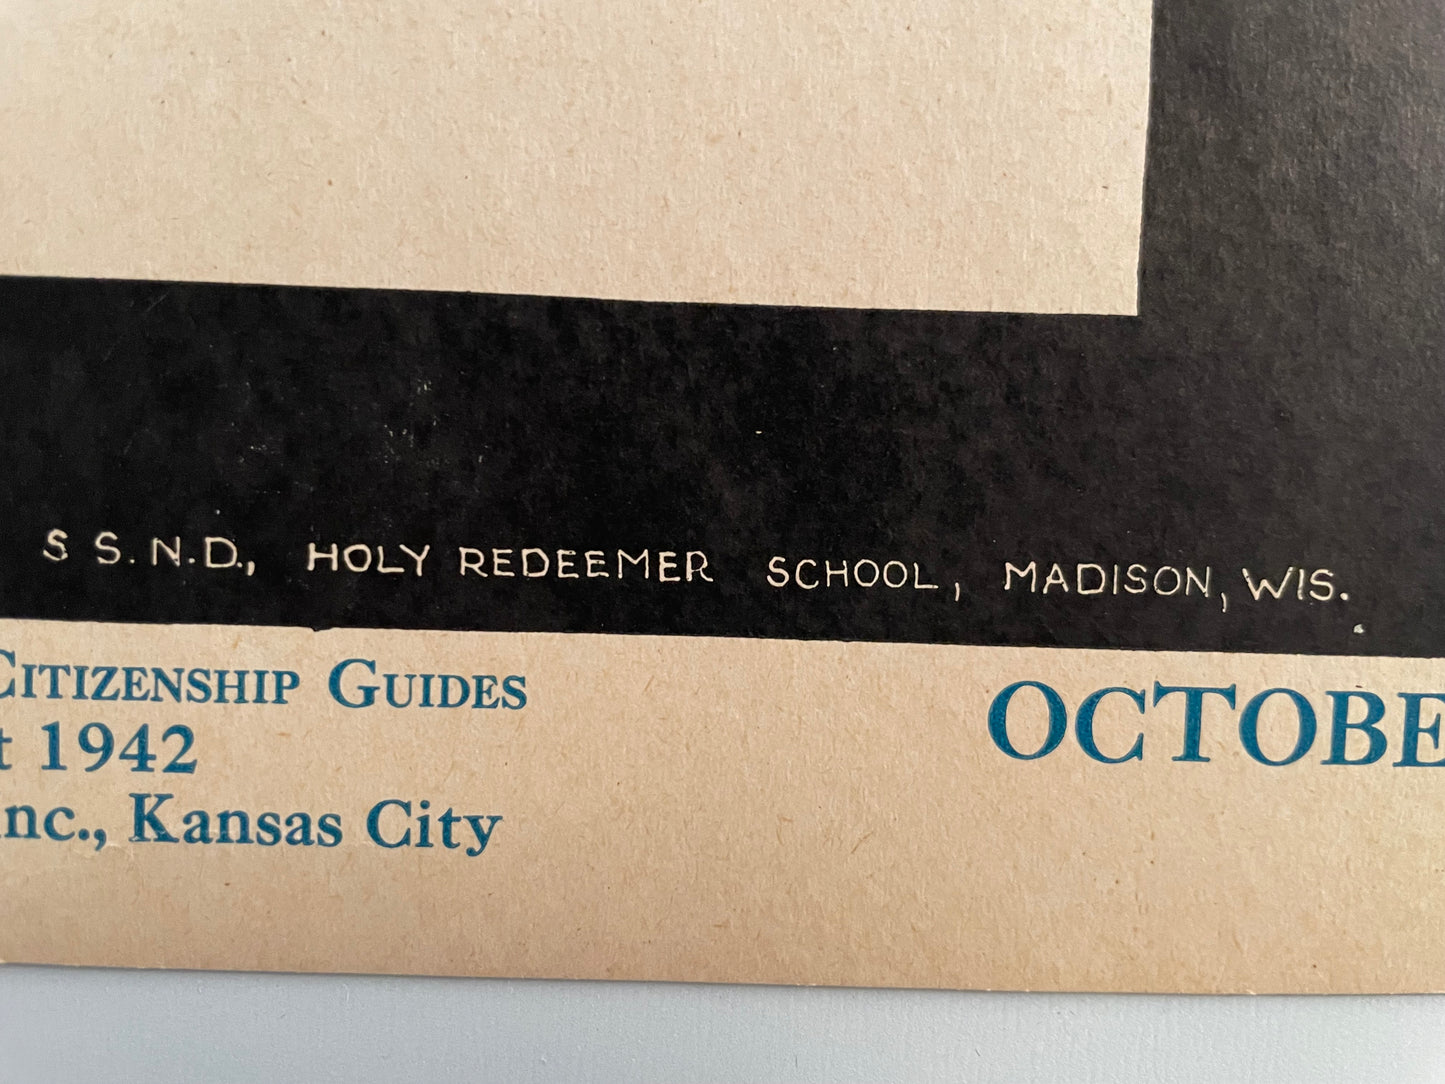 S S.N.D., HOLY REDEEMER SCHOOL, MADISON, WIS.
CITIZENSHIP GUIDES
t 1942
nc., Kansas City
OCTOBE